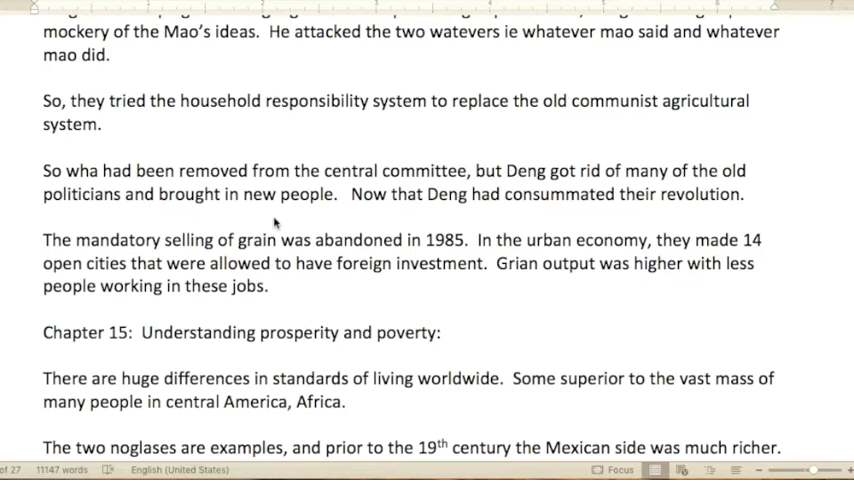 mockery of the Mao's ideas.  He attacked the two watevers ie whatever mao said and whatever
mao did.
So, they tried the household responsibility system to replace the old communist agricultural
system.
So wha had been removed from the central committee, but Deng got rid of many of the old
politicians and brought in new people.   Now that Deng had consummated their revolution.
The mandatory selling of grain was abandoned in 1985.  In the urban economy, they made 14
open cities that were allowed to have foreign investment.  Grian output was higher with less
people working in these jobs.
Chapter 15:  Understanding prosperity and poverty:
There are huge differences in standards of living worldwide.  Some superior to the vast mass of
many people in central America, Africa.
The two noglases are examples, and prior to the 19th century the Mexican side was much richer.
of 27 11147 words English (United States) Focus